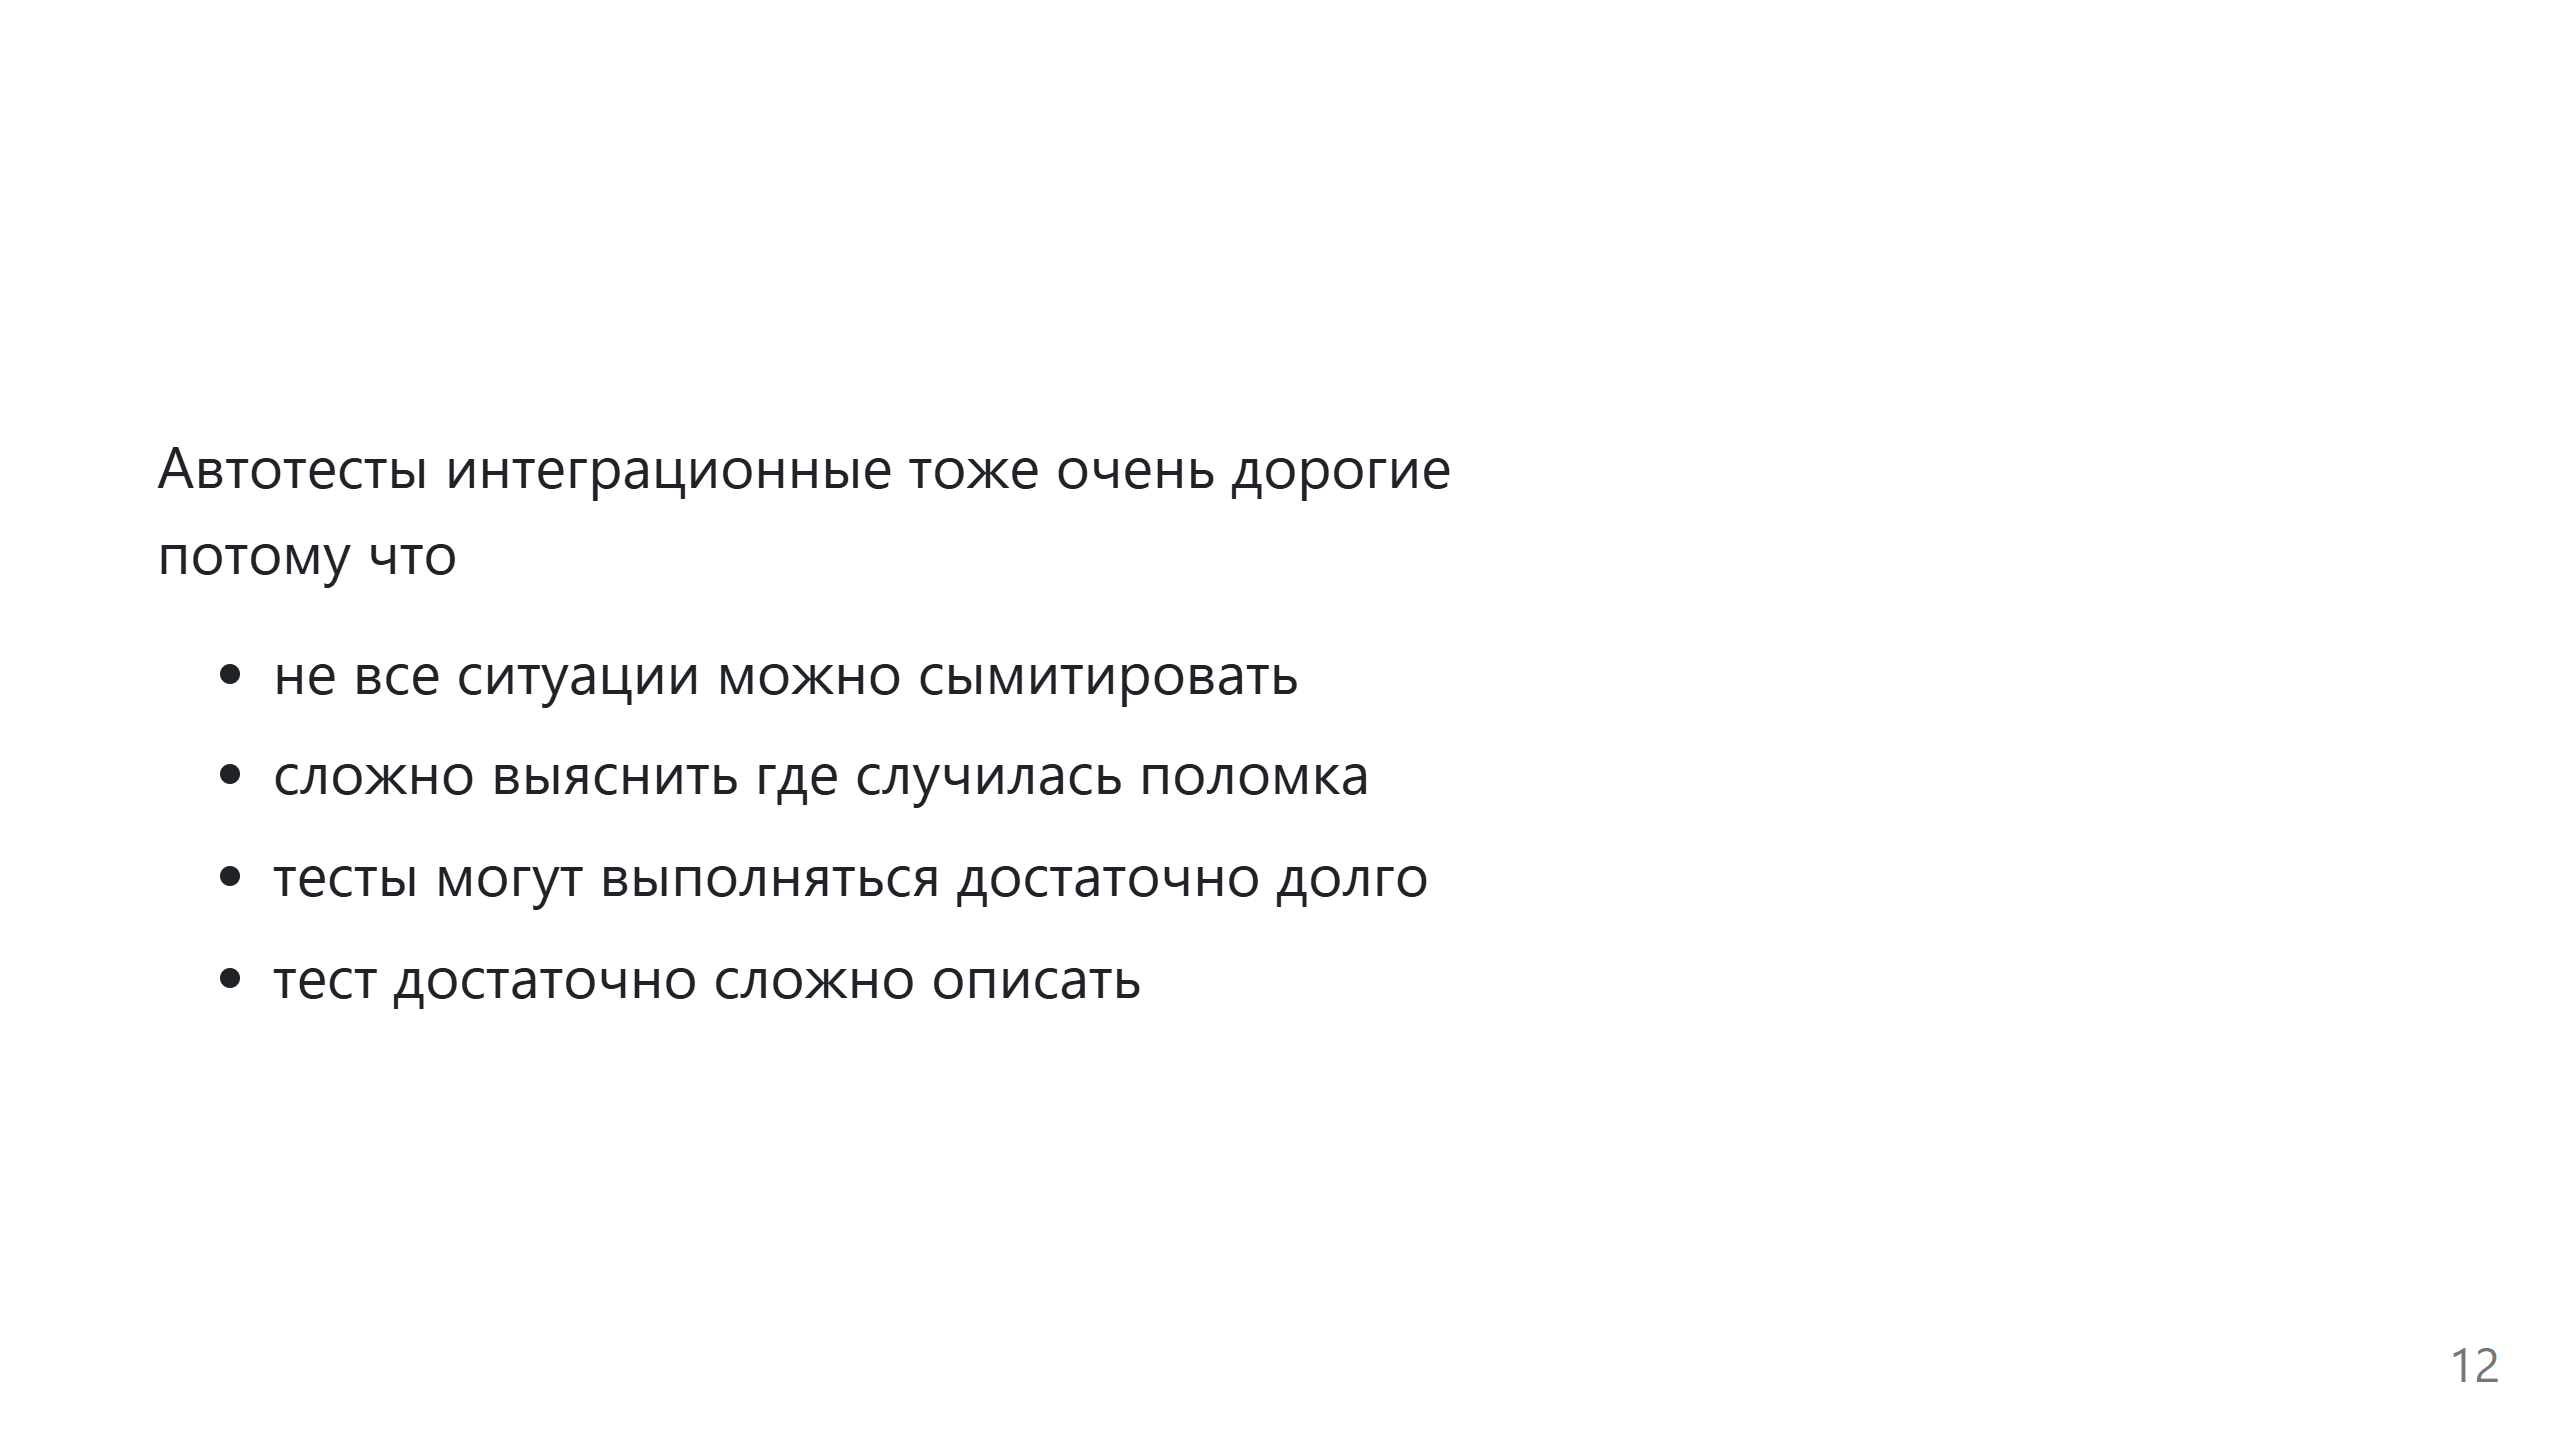 Автотесты интеграционные тоже очень дорогие
потому что
• не все ситуации можно сымитировать
• сложно выяснить где случилась поломка
• тесты могут выполняться достаточно долго
• тест достаточно сложно описать
12